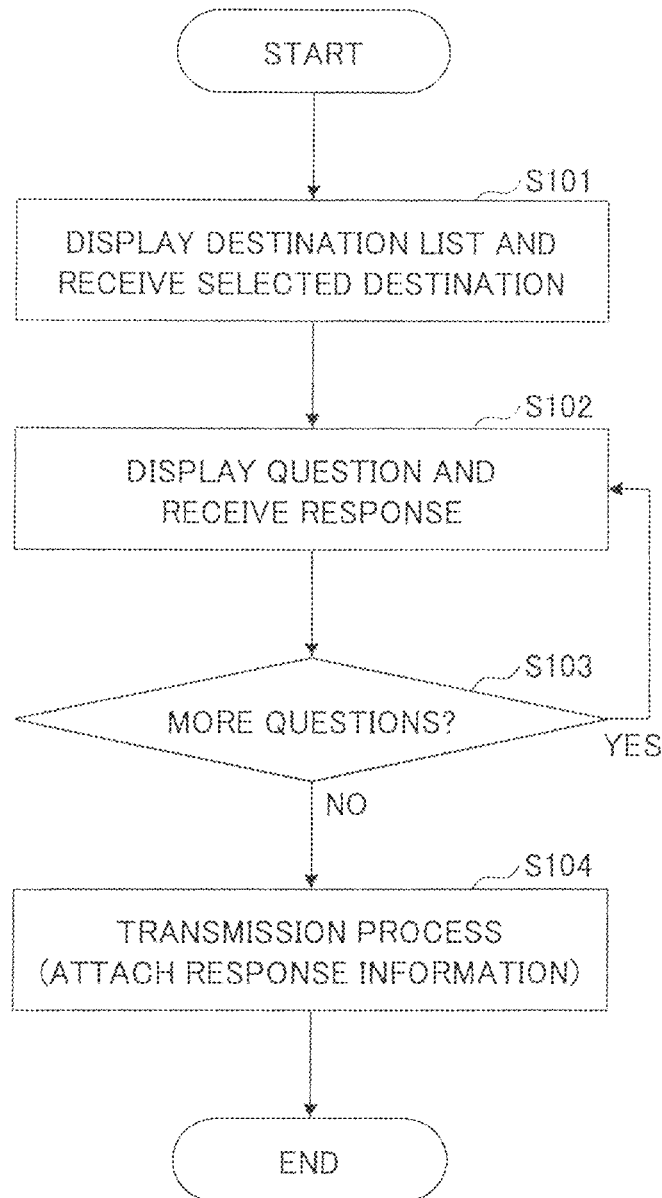 START
S101
DISPLAY DESTINATION LIST AND
RECEIVE SELECTED DESTINATION
S102
DISPLAY QUESTION AND
RECEIVE RESPONSE
S103
MORE QUESTIONS?
YES
NO
S104
TRANSMISSION PROCESS
(ATTACH RESPONSE INFORMATION)
END